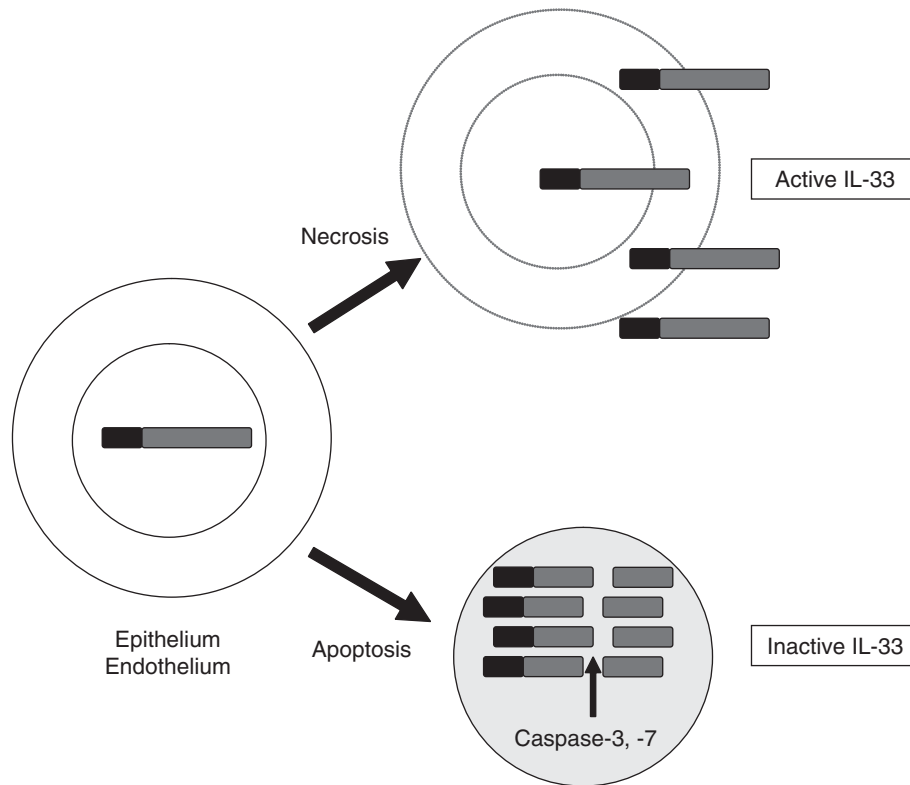 Active IL-33
Necrosis
Epithelium
Endothelium
Apoptosis
Inactive IL-33
Caspase-3, -7